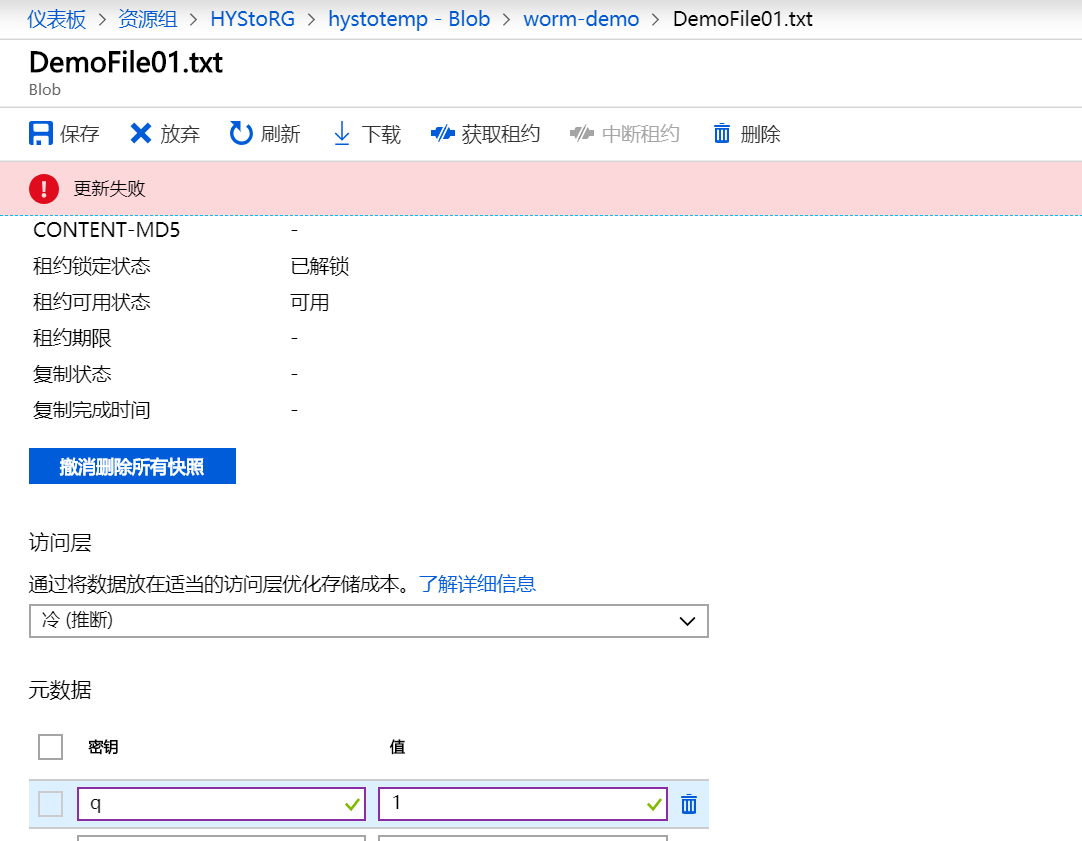 仪表板 > 资源组 > HYStoRG > hystotemp - Blob > worm-demo > DemoFile01.txt
DemoFile01.txt
Blob
保存 放弃 刷新 下载 获取租约 中断租约 删除
更新失败
CONTENT-MD5 -
租约锁定状态 已解锁
租约可用状态 可用
租约期限 -
复制状态 -
复制完成时间 -
撤消删除所有快照
访问层
通过将数据放在适当的访问层优化存储成本。了解详细信息
冷 (推断)
元数据
密钥 值
q 1